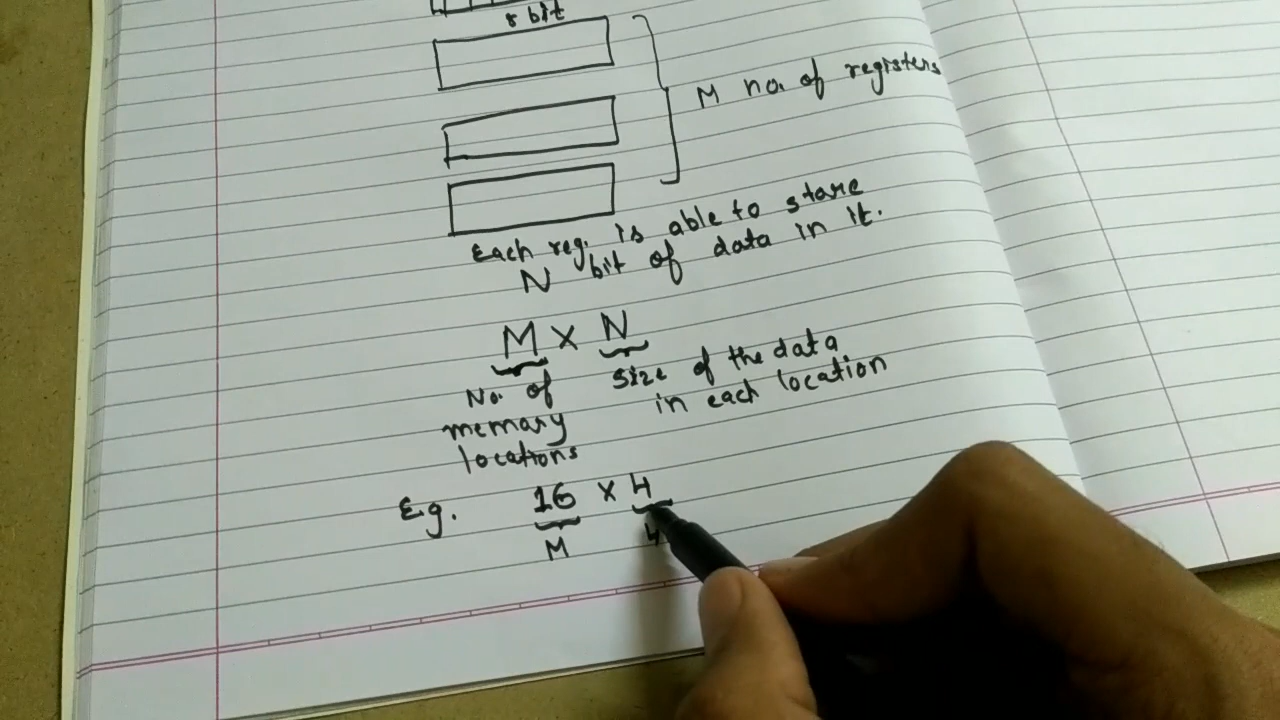 8 bit
M no. of registers
Each reg. is able to store
N bit of data in it.
M X N
No. of memory locations
size of the data in each location
Eg. 16 X 4
M